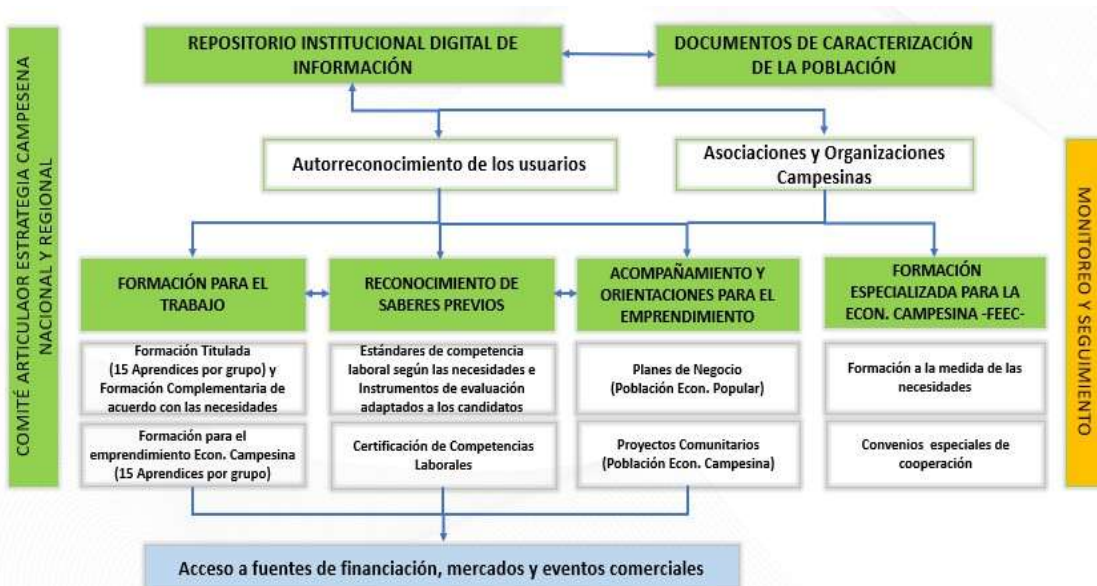 COMITÉ ARTICULAOR ESTRATEGIA CAMPESENA
NACIONAL Y REGIONAL
REPOSITORIO INSTITUCIONAL DIGITAL DE
INFORMACIÓN
DOCUMENTOS DE CARACTERIZACIÓN
DE LA POBLACIÓN
Autorreconocimiento de los usuarios
Asociaciones y Organizaciones
Campesinas
FORMACIÓN PARA EL
TRABAJO
RECONOCIMIENTO DE
SABERES PREVIOS
ACOMPAÑAMIENTO Y
ORIENTACIONES PARA EL
EMPRENDIMIENTO
FORMACIÓN
ESPECIALIZADA PARA LA
ECON. CAMPESINA -FEEC-
Formación Titulada
(15 Aprendices por grupo) y
Formación Complementaria de
acuerdo con las necesidades
Estándares de competencia
laboral según las necesidades e
Instrumentos de evaluación
adaptados a los candidatos
Planes de Negocio
(Población Econ. Popular)
Formación a la medida de las
necesidades
Formación para el
emprendimiento Econ. Campesina
(15 Aprendices por grupo)
Certificación de Competencias
Laborales
Proyectos Comunitarios
(Población Econ. Campesina)
Convenios especiales de
cooperación
Acceso a fuentes de financiación, mercados y eventos comerciales
MONITOREO Y SEGUIMIENTO